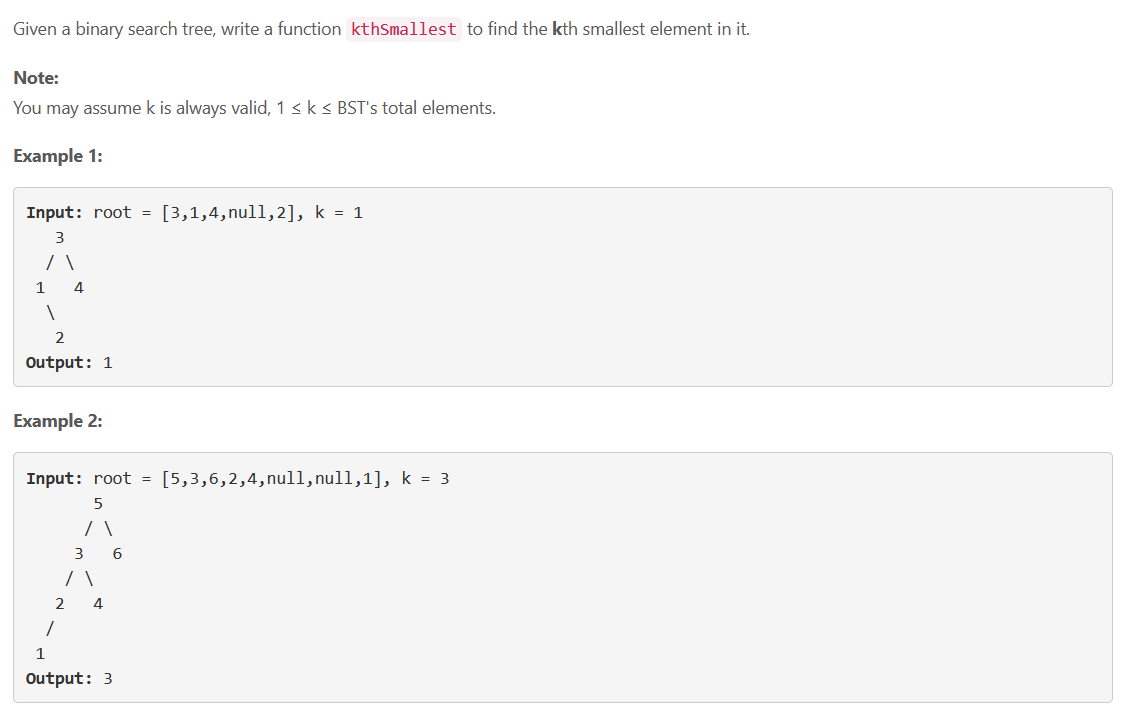 Given a binary search tree, write a function kthSmallest to find the kth smallest element in it.
Note:
You may assume k is always valid, 1 ≤ k ≤ BST's total elements.
Example 1:
Input: root = [3,1,4,null,2], k = 1
   3
  / \
 1   4
  \
   2
Output: 1
Example 2:
Input: root = [5,3,6,2,4,null,null,1], k = 3
       5
      / \
     3   6
    / \
   2   4
  /
 1
Output: 3